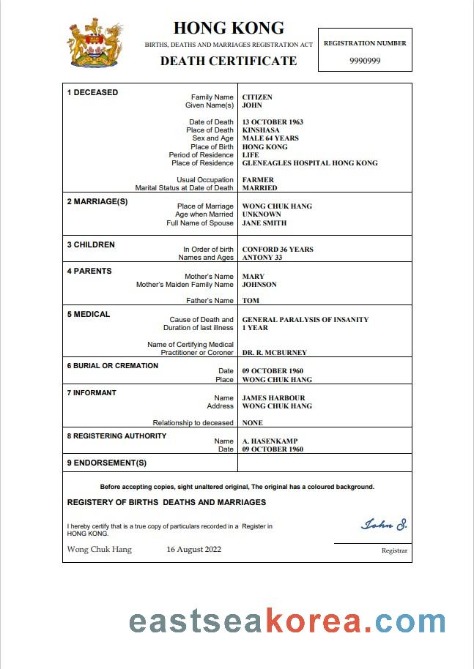 HONG KONG
BIRTHS, DEATHS AND MARRIAGES REGISTRATION ACT
DEATH CERTIFICATE
REGISTRATION NUMBER
9990999
1 DECEASED
Family Name CITIZEN
Given Name(s) JOHN
Date of Death 13 OCTOBER 1963
Place of Death KINSHASA
Sex and Age MALE 64 YEARS
Place of Birth HONG KONG
Period of Residence LIFE
Place of Residence GLENEAGLES HOSPITAL HONG KONG
Usual Occupation FARMER
Marital Status at Date of Death MARRIED
2 MARRIAGE(S)
Place of Marriage WONG CHUK HANG
Age when Married UNKNOWN
Full Name of Spouse JANE SMITH
3 CHILDREN
In Order of birth CONFORD 36 YEARS
Names and Ages ANTONY 33
4 PARENTS
Mother's Name MARY
Mother's Maiden Family Name JOHNSON
Father's Name TOM
5 MEDICAL
Cause of Death and GENERAL PARALYSIS OF INSANITY
Duration of last illness 1 YEAR
Name of Certifying Medical
Practitioner or Coroner DR. R. MCBURNEY
6 BURIAL OR CREMATION
Date 09 OCTOBER 1960
Place WONG CHUK HANG
7 INFORMANT
Name JAMES HARBOUR
Address WONG CHUK HANG
Relationship to deceased NONE
8 REGISTERING AUTHORITY
Name A. HASENKAMP
Date 09 OCTOBER 1960
9 ENDORSEMENT(S)
Before accepting copies, sight unaltered original, The original has a coloured background.
REGISTERY OF BIRTHS DEATHS AND MARRIAGES
I hereby certify that is a true copy of particulars recorded in a Register in
HONG KONG.
John J.
Wong Chuk Hang 16 August 2022
Registrar
eastseakorea.com